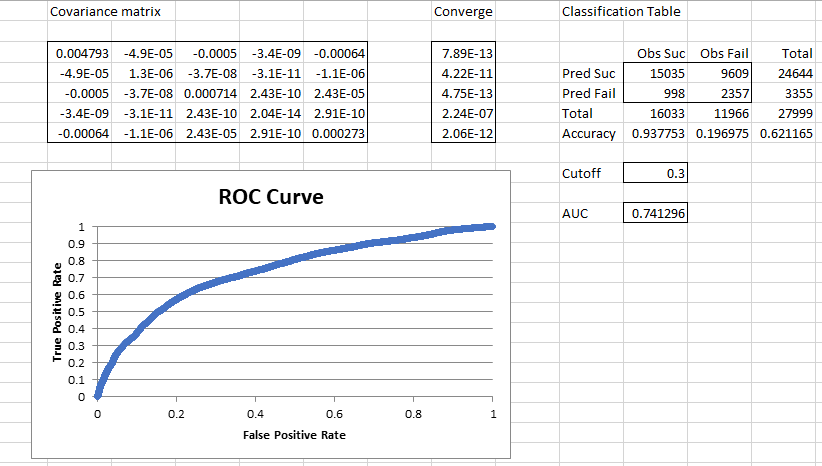 Covariance matrix Converge Classification Table
0.004793 -4.9E-05 -0.0005 -3.4E-09 -0.00064 7.89E-13 Obs Suc Obs Fail Total
-4.9E-05 1.3E-06 -3.7E-08 -3.1E-11 -1.1E-06 4.22E-11 Pred Suc 15035 9609 24644
-0.0005 -3.7E-08 0.000714 2.43E-10 2.43E-05 4.75E-13 Pred Fail 998 2357 3355
-3.4E-09 -3.1E-11 2.43E-10 2.04E-14 2.91E-10 2.24E-07 Total 16033 11966 27999
-0.00064 -1.1E-06 2.43E-05 2.91E-10 0.000273 2.06E-12 Accuracy 0.937753 0.196975 0.621165
Cutoff 0.3
AUC 0.741296
ROC Curve
True Positive Rate
1
0.9
0.8
0.7
0.6
0.5
0.4
0.3
0.2
0.1
0
0 0.2 0.4 0.6 0.8 1
False Positive Rate